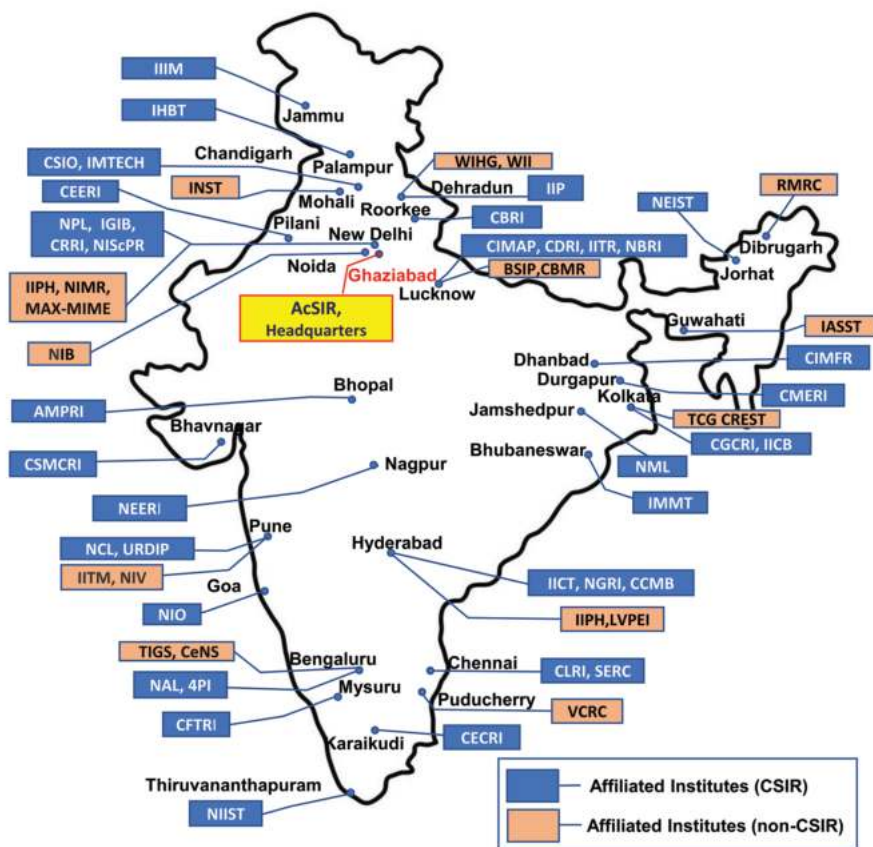 IIIM
Jammu
IHBT
Chandigarh
Palampur
CSIO, IMTECH
WIHG, WII
Dehradun
IIP
CEERI
INST
Mohali
Roorkee
CBRI
NEIST
RMRC
Pilani
New Delhi
NPL, IGIB,
CRRI, NIScPR
CIMAP, CDRI, IITR, NBRI
Dibrugarh
Jorhat
Noida
Ghaziabad
BSIP,CBMR
IIPH, NIMR,
MAX-MIME
Lucknow
AcSIR,
Headquarters
Guwahati
IASST
NIB
Dhanbad
CIMFR
Bhopal
Durgapur
CMERI
Kolkata
AMPRI
Jamshedpur
TCG CREST
Bhavnagar
CGCRI, IICB
CSMCRI
Nagpur
Bhubaneswar
NML
NEERI
IMMT
Pune
NCL, URDIP
Hyderabad
IITM, NIV
Goa
IICT, NGRI, CCMB
NIO
IIPH,LVPEI
TIGS, CeNS
Bengaluru
Chennai
CLRI, SERC
NAL, 4PI
Mysuru
Puducherry
VCRC
CFTRI
Karaikudi
CECRI
Thiruvananthapuram
NIIST
Affiliated Institutes (CSIR)
Affiliated Institutes (non-CSIR)